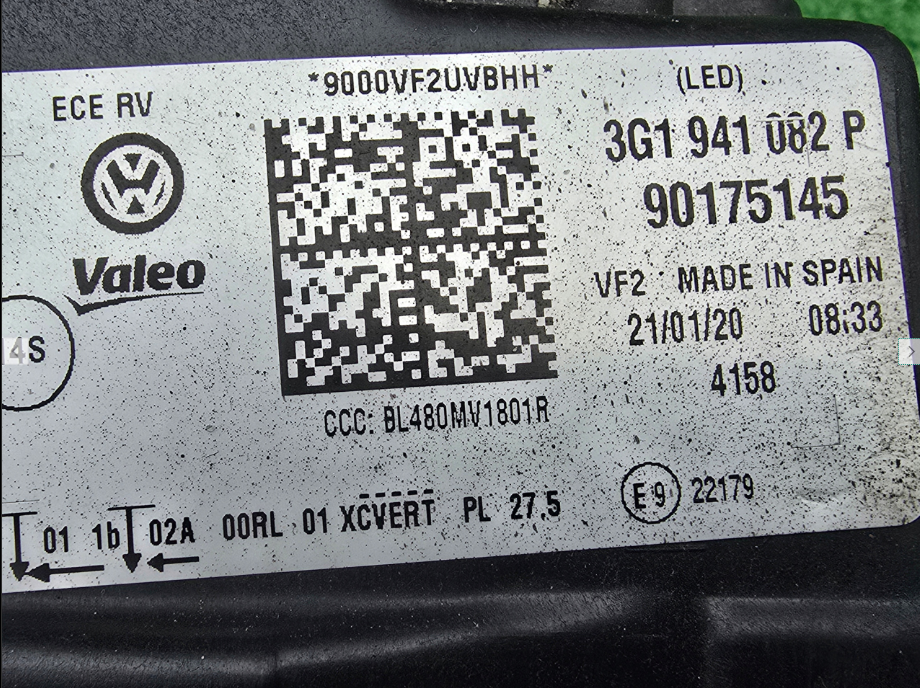 ECE RV
*9000VF2UVBHH*
(LED)
3G1 941 082 P
90175145
Valeo
VF2 MADE IN SPAIN
21/01/20 08:33
4158
4S
CCC: BL480MV1801R
01 1b 02A 00RL 01 XCVERT PL 27.5
E9 22179